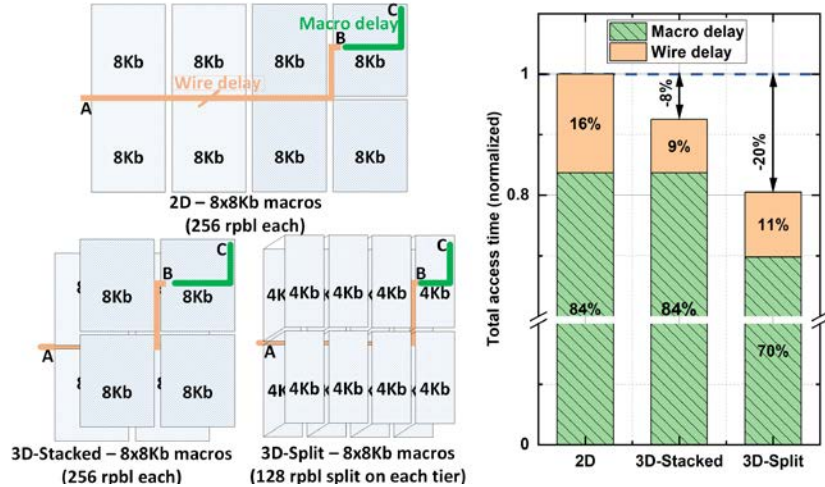 C
Macro delay
B
8Kb 8Kb 8Kb 8Kb
Wire delay
A
8Kb 8Kb 8Kb 8Kb
2D – 8x8Kb macros
(256 rpbl each)
C
B
8Kb 8Kb
A
8Kb 8Kb
3D-Stacked – 8x8Kb macros
(256 rpbl each)
C
B
4Kb 4Kb 4Kb 4Kb
A
4Kb 4Kb 4Kb 4Kb
3D-Split – 8x8Kb macros
(128 rpbl split on each tier)
Macro delay
Wire delay
Total access time (normalized)
1
0.8
0
16%
84%
-8%
9%
84%
-20%
11%
70%
2D 3D-Stacked 3D-Split